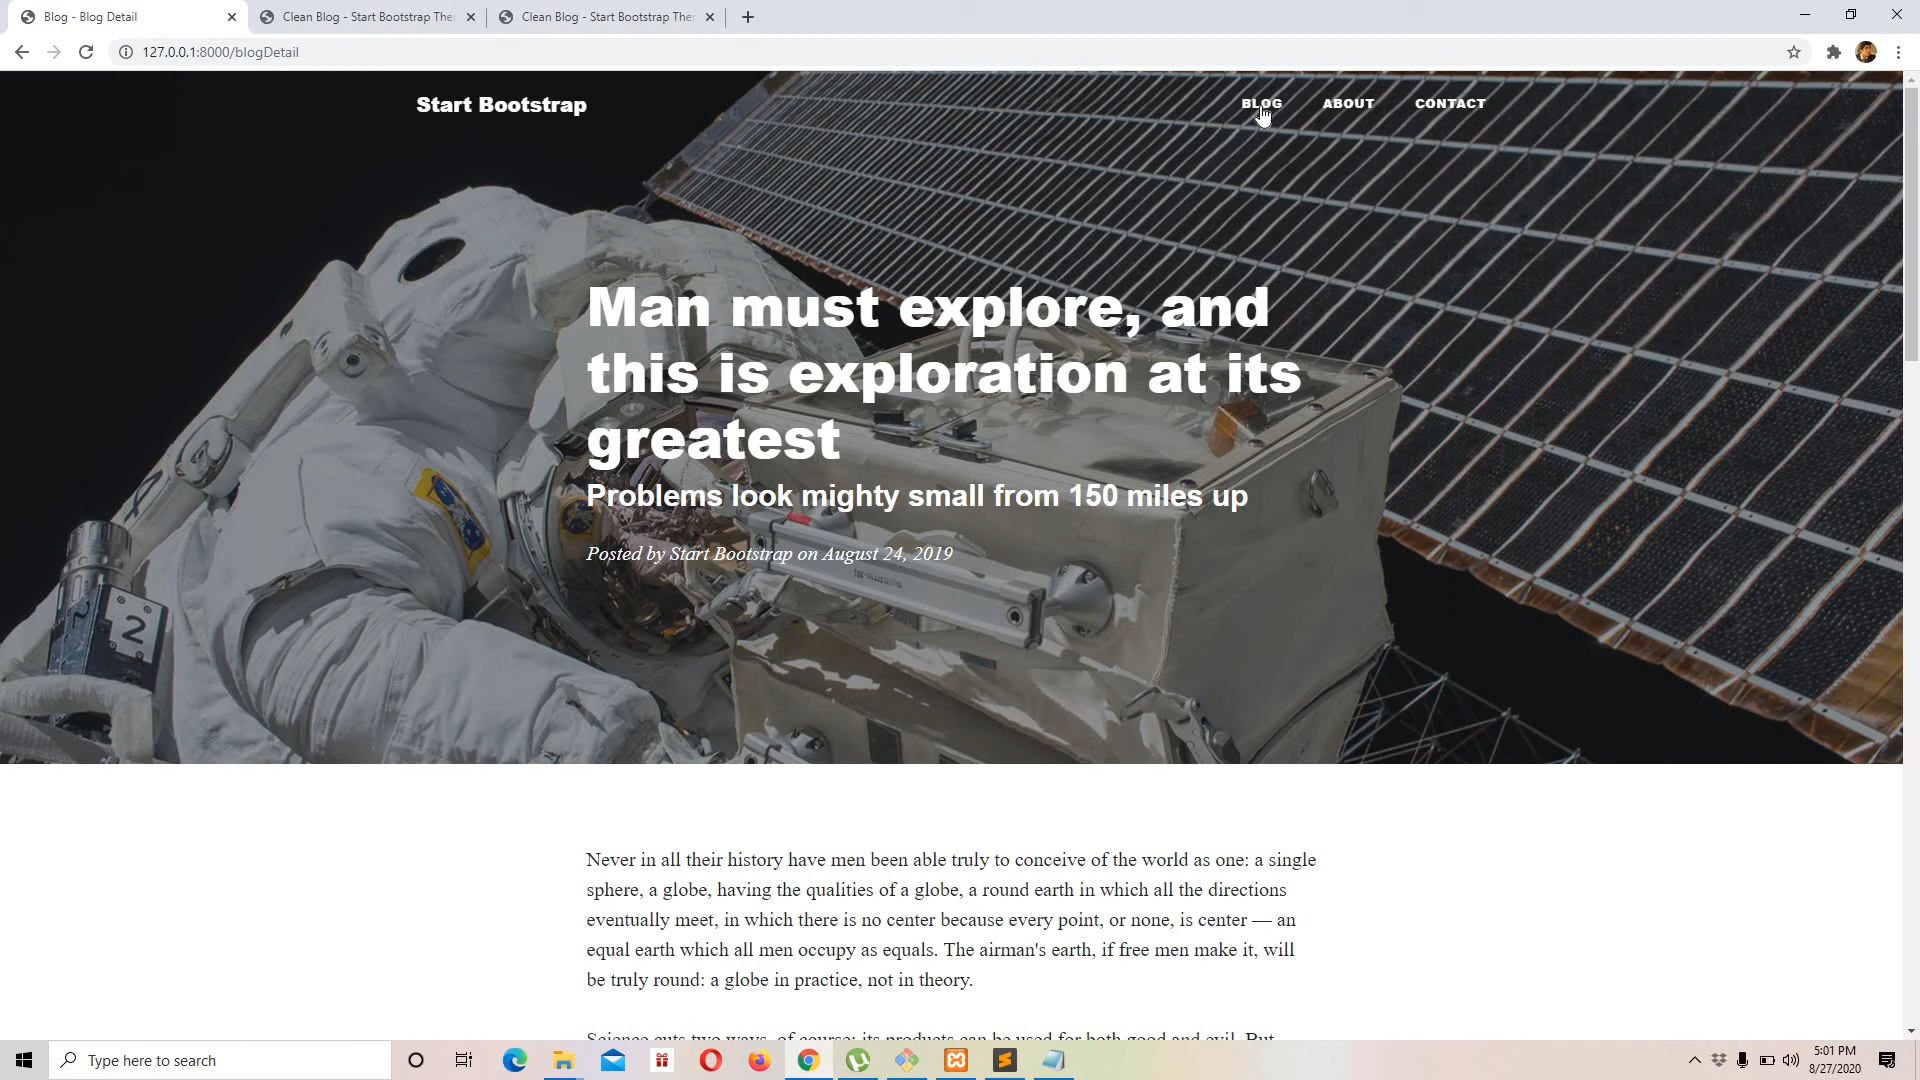 Blog - Blog Detail
Clean Blog - Start Bootstrap The
Clean Blog - Start Bootstrap The
127.0.0.1:8000/blogDetail
Start Bootstrap
BLOG ABOUT CONTACT
Man must explore, and
this is exploration at its
greatest
Problems look mighty small from 150 miles up
Posted by Start Bootstrap on August 24, 2019
2
Never in all their history have men been able truly to conceive of the world as one: a single
sphere, a globe, having the qualities of a globe, a round earth in which all the directions
eventually meet, in which there is no center because every point, or none, is center — an
equal earth which all men occupy as equals. The airman's earth, if free men make it, will
be truly round: a globe in practice, not in theory.
Science cuts two ways, of course; its products can be used for both good and evil. But
Type here to search
5:01 PM
8/27/2020